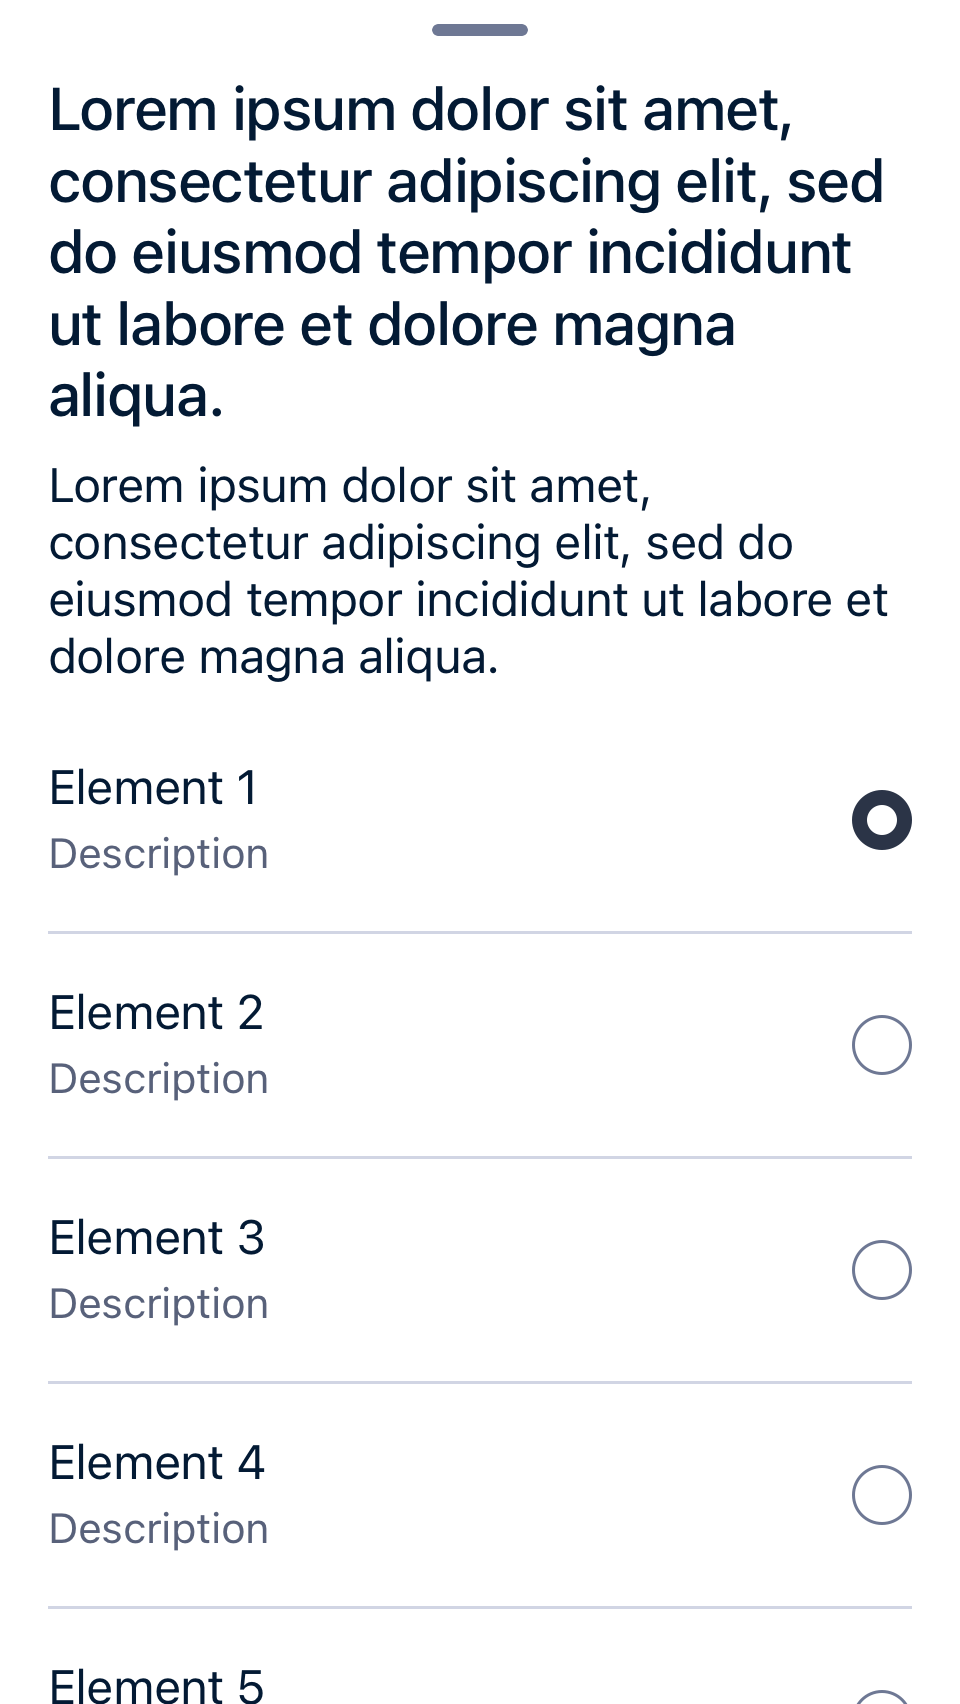 Lorem ipsum dolor sit amet,
consectetur adipiscing elit, sed
do eiusmod tempor incididunt
ut labore et dolore magna
aliqua.
Lorem ipsum dolor sit amet,
consectetur adipiscing elit, sed do
eiusmod tempor incididunt ut labore et
dolore magna aliqua.
Element 1
Description
Element 2
Description
Element 3
Description
Element 4
Description
Element 5